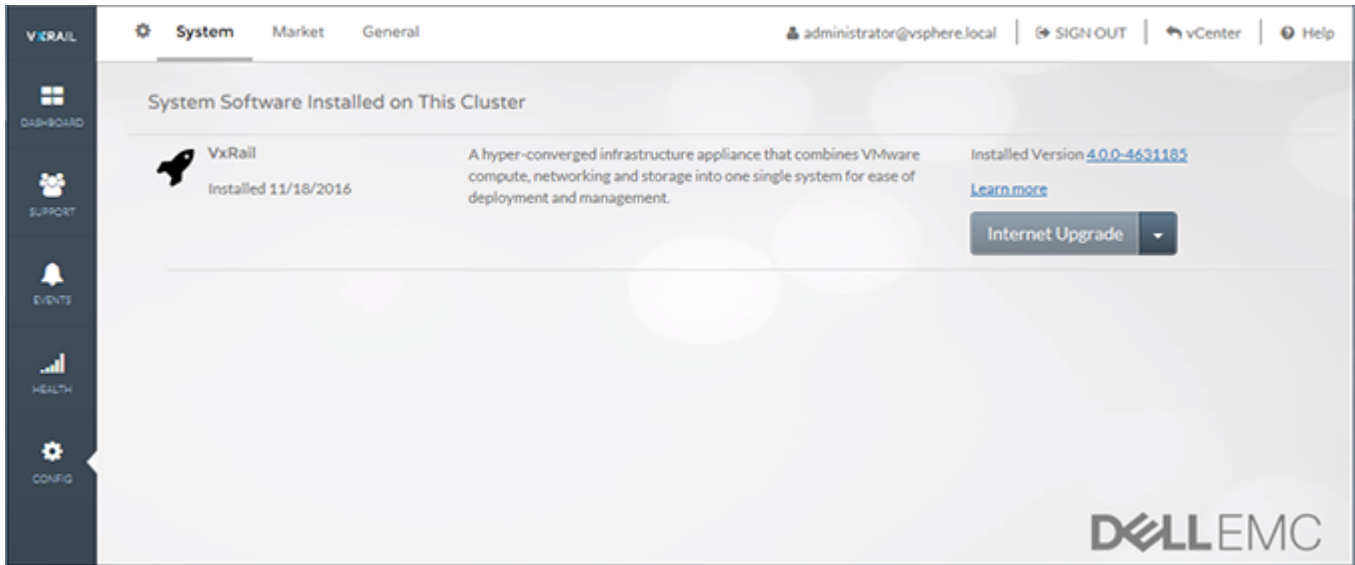 VXRAIL
System Market General
administrator@vsphere.local SIGN OUT vCenter Help
DASHBOARD
SUPPORT
EVENTS
HEALTH
CONFIG
System Software Installed on This Cluster
VxRail
Installed 11/18/2016
A hyper-converged infrastructure appliance that combines VMware
compute, networking and storage into one single system for ease of
deployment and management.
Installed Version 4.0.0-4631185
Learn more
Internet Upgrade
DELLEMC